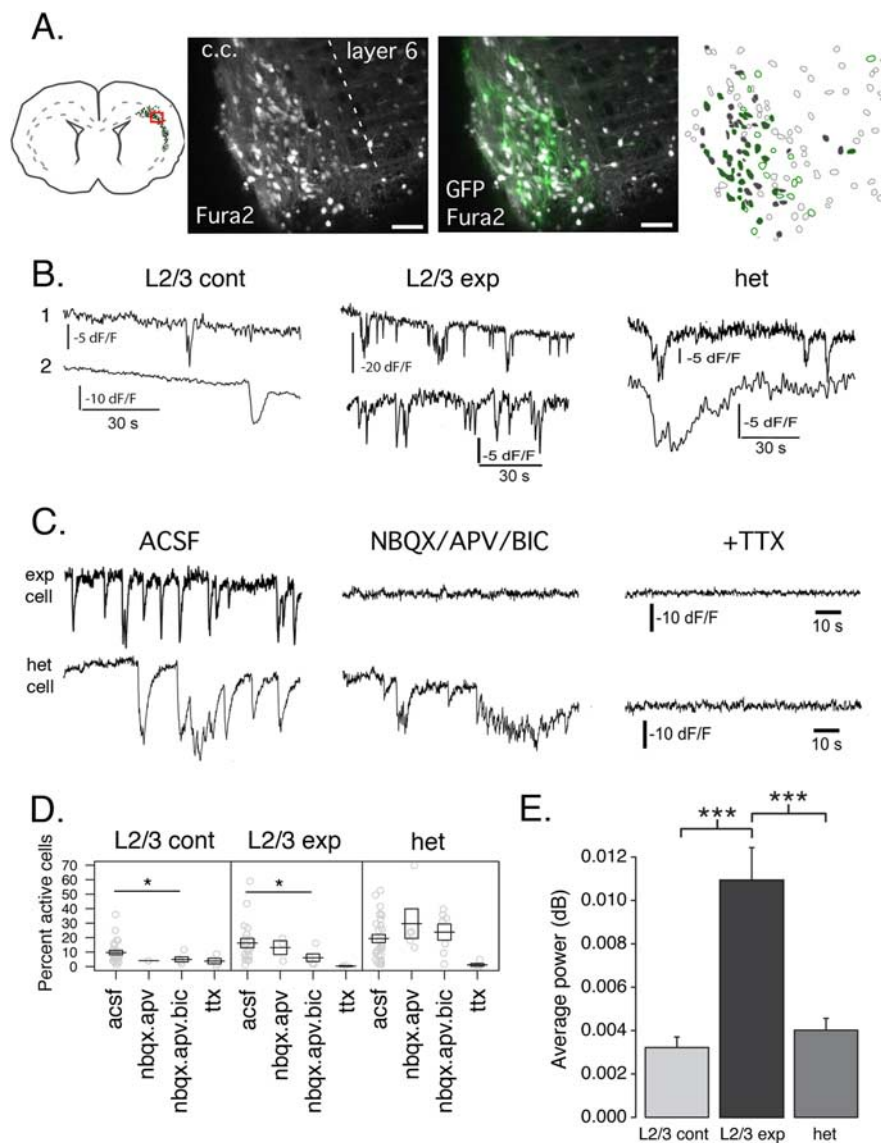 A.
c.c. layer 6
Fura2
GFP
Fura2
B.
L2/3 cont L2/3 exp het
1
-5 dF/F
2
-10 dF/F
30 s
-20 dF/F
-5 dF/F
30 s
-5 dF/F
-5 dF/F
30 s
C.
ACSF NBQX/APV/BIC +TTX
exp
cell
-10 dF/F
10 s
het
cell
-10 dF/F
10 s
D.
L2/3 cont L2/3 exp het
Percent active cells
70
60
50
40
30
20
10
0
* *
acsf nbqx.apv nbqx.apv.bic ttx acsf nbqx.apv nbqx.apv.bic ttx acsf nbqx.apv nbqx.apv.bic ttx
E.
*** ***
Average power (dB)
0.012
0.010
0.008
0.006
0.004
0.002
0.000
L2/3 cont L2/3 exp het